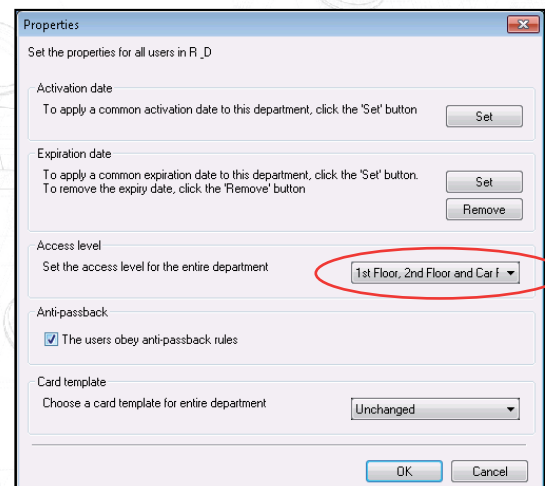 Properties
Set the properties for all users in R_D
Activation date
To apply a common activation date to this department, click the 'Set' button
Set
Expiration date
To apply a common expiration date to this department, click the 'Set' button.
To remove the expiry date, click the 'Remove' button
Set
Remove
Access level
Set the access level for the entire department
1st Floor, 2nd Floor and Car F
Anti-passback
The users obey anti-passback rules
Card template
Choose a card template for entire department
Unchanged
OK
Cancel